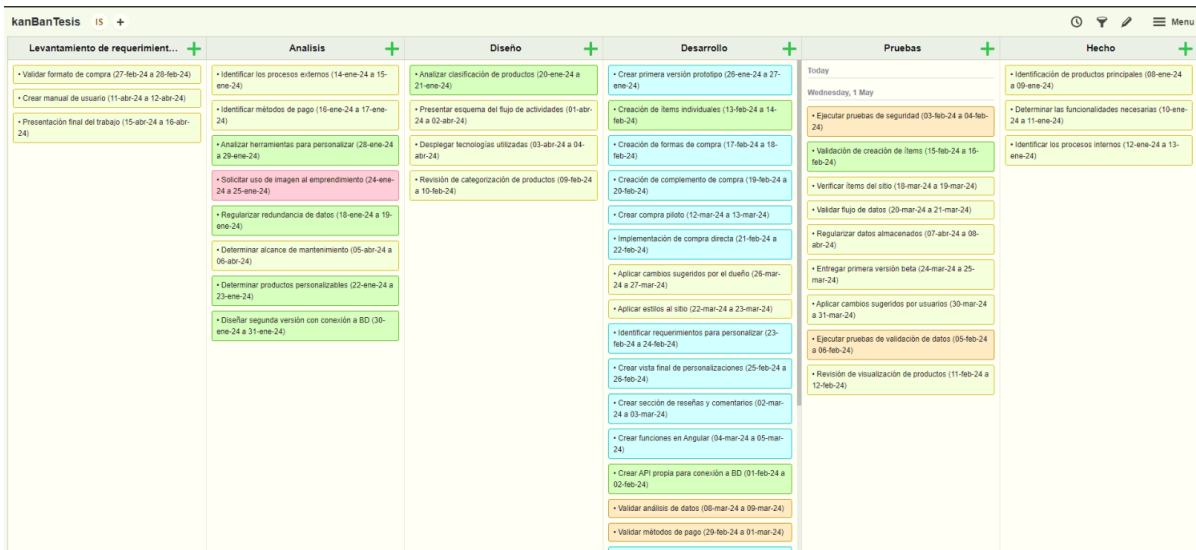 kanBanTesis IS +
Menu
Levantamiento de requerimient...
• Validar formato de compra (27-feb-24 a 28-feb-24)
• Crear manual de usuario (11-abr-24 a 12-abr-24)
• Presentación final del trabajo (15-abr-24 a 16-abr-
24)
Analisis
• Identificar los procesos externos (14-ene-24 a 15-
ene-24)
• Identificar métodos de pago (16-ene-24 a 17-ene-
24)
• Analizar herramientas para personalizar (28-ene-24
a 29-ene-24)
• Solicitar uso de imagen al emprendimiento (24-ene-
24 a 25-ene-24)
• Regularizar redundancia de datos (18-ene-24 a 19-
ene-24)
• Determinar alcance de mantenimiento (05-abr-24 a
06-abr-24)
• Determinar productos personalizables (22-ene-24 a
23-ene-24)
• Diseñar segunda versión con conexión a BD (30-
ene-24 a 31-ene-24)
Diseño
• Analizar clasificación de productos (20-ene-24 a
21-ene-24)
• Presentar esquema del flujo de actividades (01-abr-
24 a 02-abr-24)
• Desplegar tecnologías utilizadas (03-abr-24 a 04-
abr-24)
• Revisión de categorización de productos (09-feb-24
a 10-feb-24)
Desarrollo
• Crear primera versión prototipo (26-ene-24 a 27-
ene-24)
• Creación de ítems individuales (13-feb-24 a 14-
feb-24)
• Creación de formas de compra (17-feb-24 a 18-
feb-24)
• Creación de complemento de compra (19-feb-24 a
20-feb-24)
• Crear compra piloto (12-mar-24 a 13-mar-24)
• Implementación de compra directa (21-feb-24 a
22-feb-24)
• Aplicar cambios sugeridos por el dueño (26-mar-
24 a 27-mar-24)
• Aplicar estilos al sitio (22-mar-24 a 23-mar-24)
• Identificar requerimientos para personalizar (23-
feb-24 a 24-feb-24)
• Crear vista final de personalizaciones (25-feb-24 a
26-feb-24)
• Crear sección de reseñas y comentarios (02-mar-
24 a 03-mar-24)
• Crear funciones en Angular (04-mar-24 a 05-mar-
24)
• Crear API propia para conexión a BD (01-feb-24 a
02-feb-24)
• Validar análisis de datos (08-mar-24 a 09-mar-24)
• Validar métodos de pago (29-feb-24 a 01-mar-24)
Pruebas
Today
Wednesday, 1 May
• Ejecutar pruebas de seguridad (03-feb-24 a 04-feb-
24)
• Validación de creación de ítems (15-feb-24 a 16-
feb-24)
• Verificar ítems del sitio (18-mar-24 a 19-mar-24)
• Validar flujo de datos (20-mar-24 a 21-mar-24)
• Regularizar datos almacenados (07-abr-24 a 08-
abr-24)
• Entregar primera versión beta (24-mar-24 a 25-
mar-24)
• Aplicar cambios sugeridos por usuarios (30-mar-24
a 31-mar-24)
• Ejecutar pruebas de validación de datos (05-feb-24
a 06-feb-24)
• Revisión de visualización de productos (11-feb-24 a
12-feb-24)
Hecho
• Identificación de productos principales (08-ene-24
a 09-ene-24)
• Determinar las funcionalidades necesarias (10-ene-
24 a 11-ene-24)
• Identificar los procesos internos (12-ene-24 a 13-
ene-24)